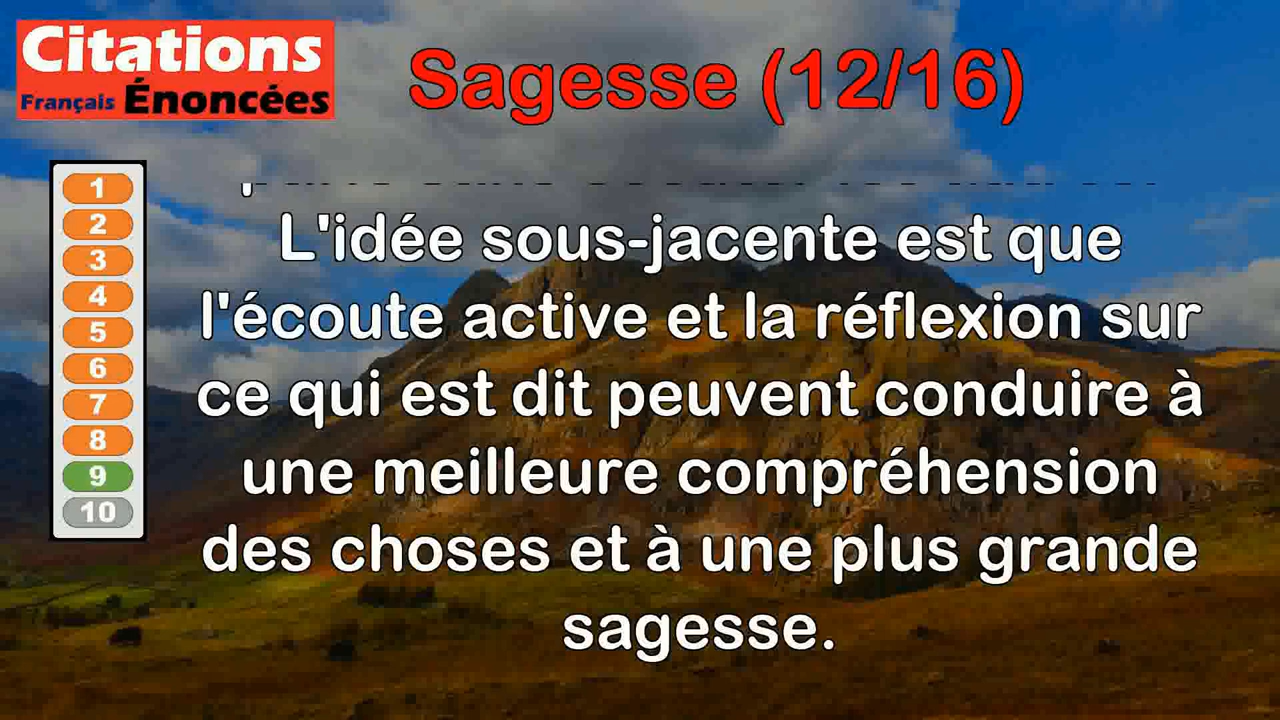 Citations
Français Énoncées
Sagesse (12/16)
1
2
3
4
5
6
7
8
9
10
L'idée sous-jacente est que
l'écoute active et la réflexion sur
ce qui est dit peuvent conduire à
une meilleure compréhension
des choses et à une plus grande
sagesse.